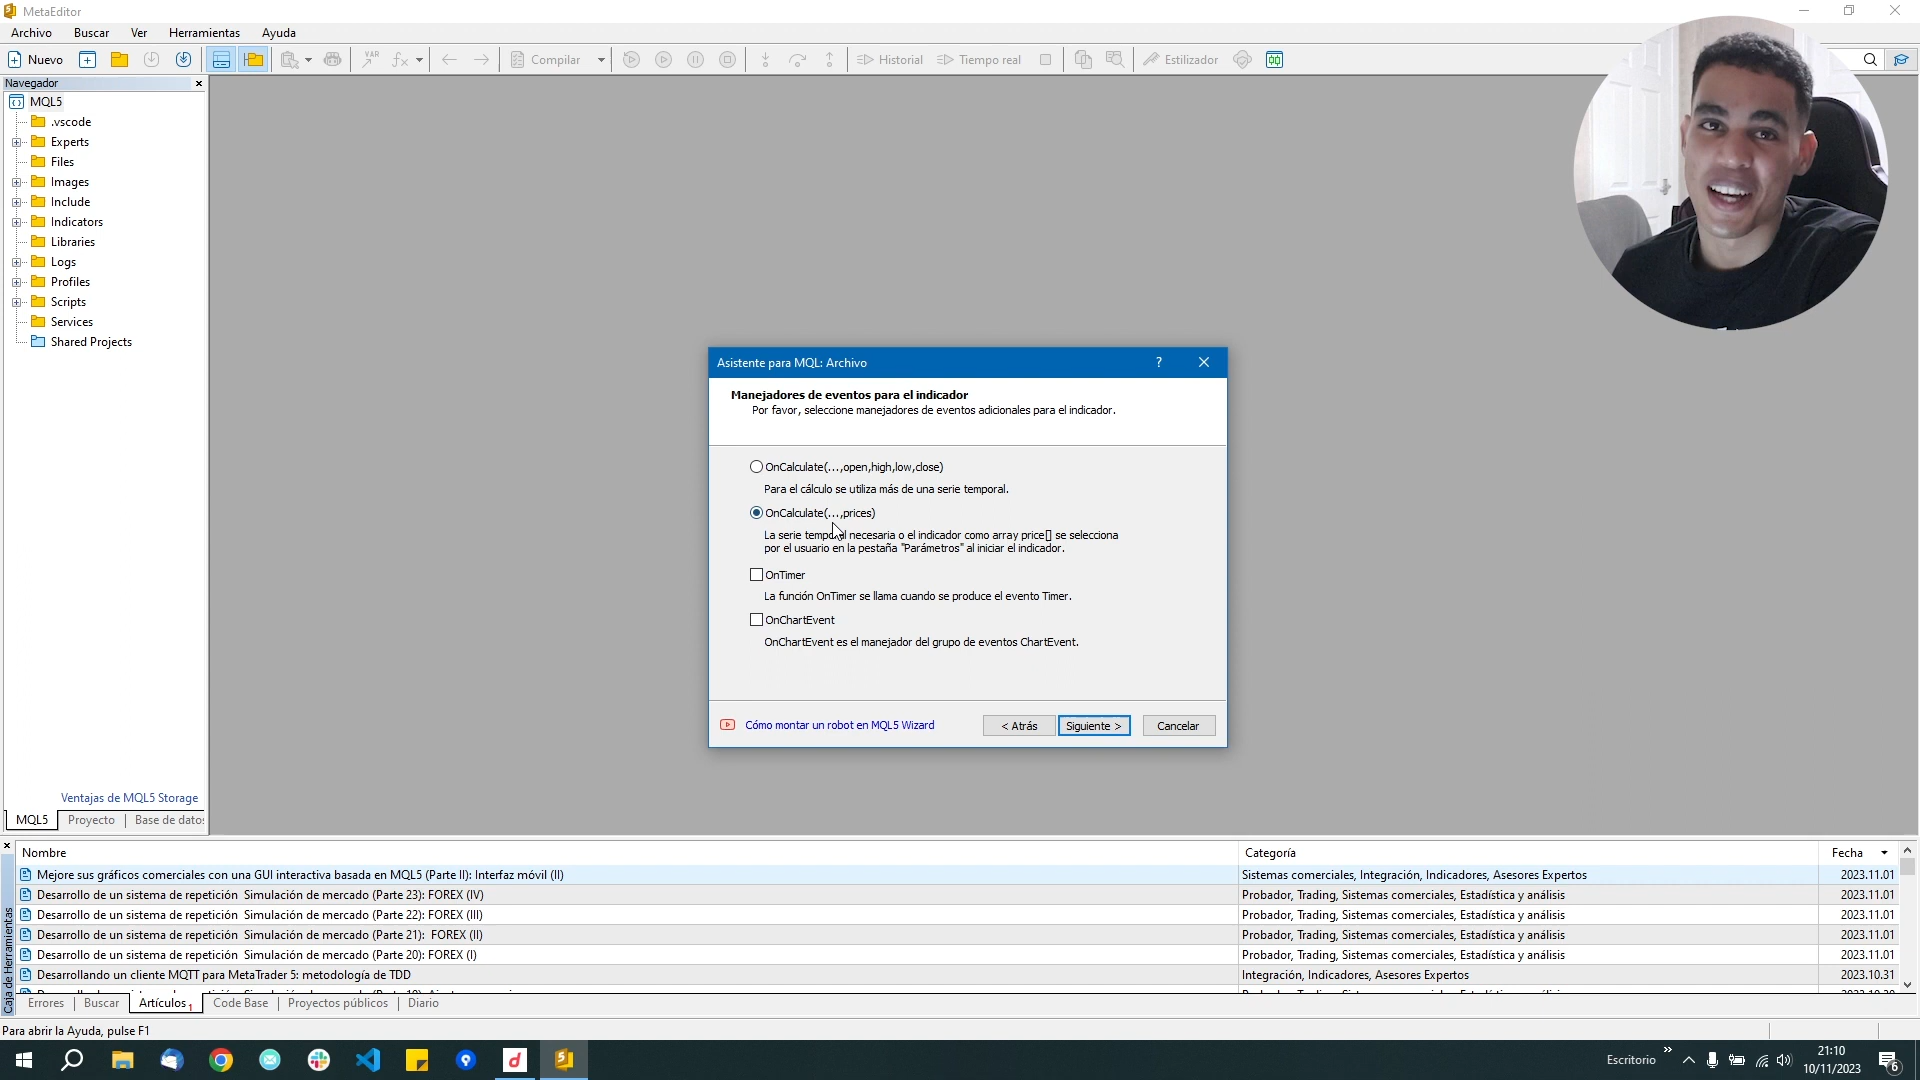 MetaEditor
Archivo Buscar Ver Herramientas Ayuda
Nuevo VAR fx Compilar Historial Tiempo real Estilizador
Navegador
MQL5
.vscode
Experts
Files
Images
Include
Indicators
Libraries
Logs
Profiles
Scripts
Services
Shared Projects
Asistente para MQL: Archivo
Manejadores de eventos para el indicador
Por favor, seleccione manejadores de eventos adicionales para el indicador.
OnCalculate(...,open,high,low,close)
Para el cálculo se utiliza más de una serie temporal.
OnCalculate(...,prices)
La serie temporal necesaria o el indicador como array price[] se selecciona
por el usuario en la pestaña "Parámetros" al iniciar el indicador.
OnTimer
La función OnTimer se llama cuando se produce el evento Timer.
OnChartEvent
OnChartEvent es el manejador del grupo de eventos ChartEvent.
Cómo montar un robot en MQL5 Wizard
< Atrás Siguiente > Cancelar
Ventajas de MQL5 Storage
MQL5 Proyecto Base de datos
Nombre Categoría Fecha
Mejore sus gráficos comerciales con una GUI interactiva basada en MQL5 (Parte II): Interfaz móvil (II) Sistemas comerciales, Integración, Indicadores, Asesores Expertos 2023.11.01
Desarrollo de un sistema de repetición Simulación de mercado (Parte 23): FOREX (IV) Probador, Trading, Sistemas comerciales, Estadística y análisis 2023.11.01
Desarrollo de un sistema de repetición Simulación de mercado (Parte 22): FOREX (III) Probador, Trading, Sistemas comerciales, Estadística y análisis 2023.11.01
Desarrollo de un sistema de repetición Simulación de mercado (Parte 21): FOREX (II) Probador, Trading, Sistemas comerciales, Estadística y análisis 2023.11.01
Desarrollo de un sistema de repetición Simulación de mercado (Parte 20): FOREX (I) Probador, Trading, Sistemas comerciales, Estadística y análisis 2023.11.01
Desarrollando un cliente MQTT para MetaTrader 5: metodología de TDD Integración, Indicadores, Asesores Expertos 2023.10.31
Caja de Herramientas
Errores Buscar Artículos 1 Code Base Proyectos públicos Diario
Para abrir la Ayuda, pulse F1
Escritorio 21:10
10/11/2023 6